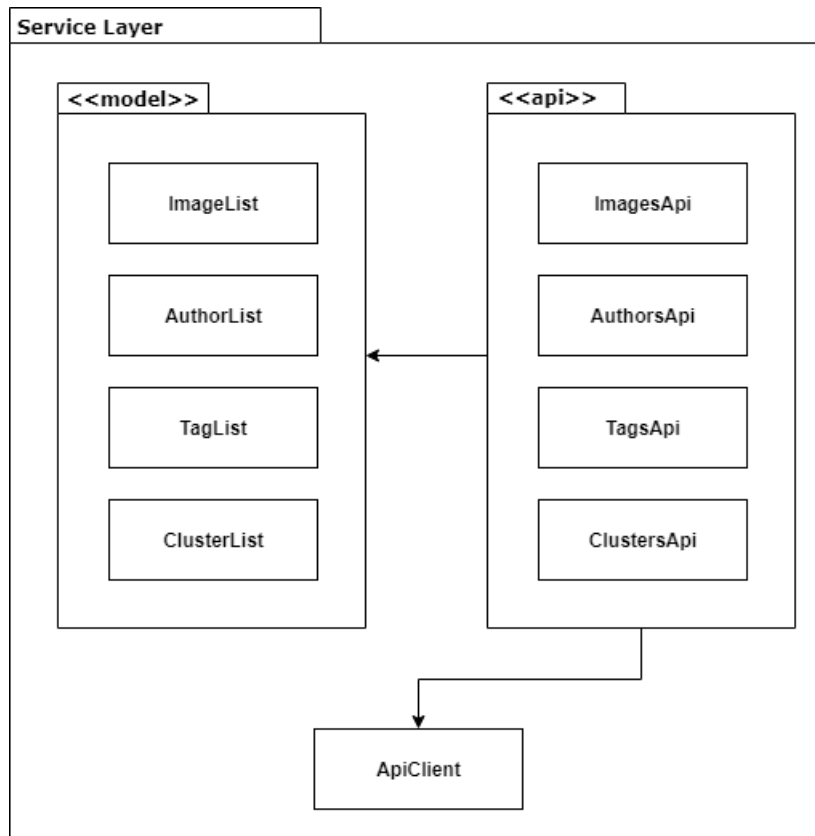 Service Layer
<<model>>
<<api>>
ImageList
ImagesApi
AuthorList
AuthorsApi
TagList
TagsApi
ClusterList
ClustersApi
ApiClient